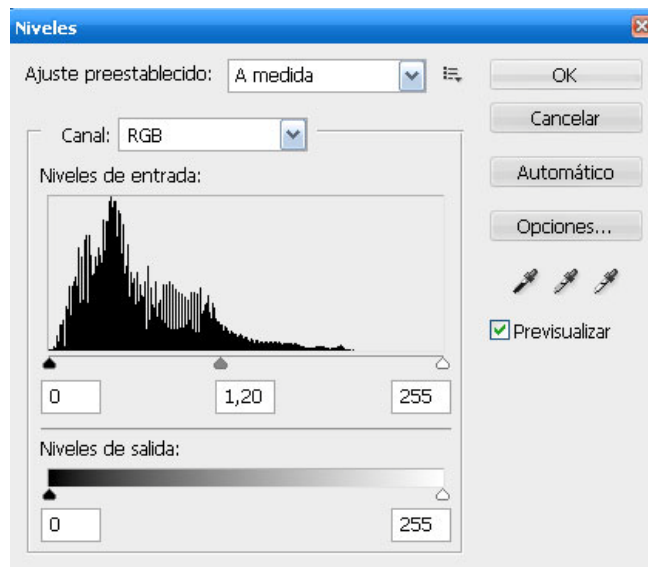 Niveles
Ajuste preestablecido: A medida
OK
Canal: RGB
Cancelar
Niveles de entrada:
Automático
Opciones...
Previsualizar
0 1,20 255
Niveles de salida:
0 255